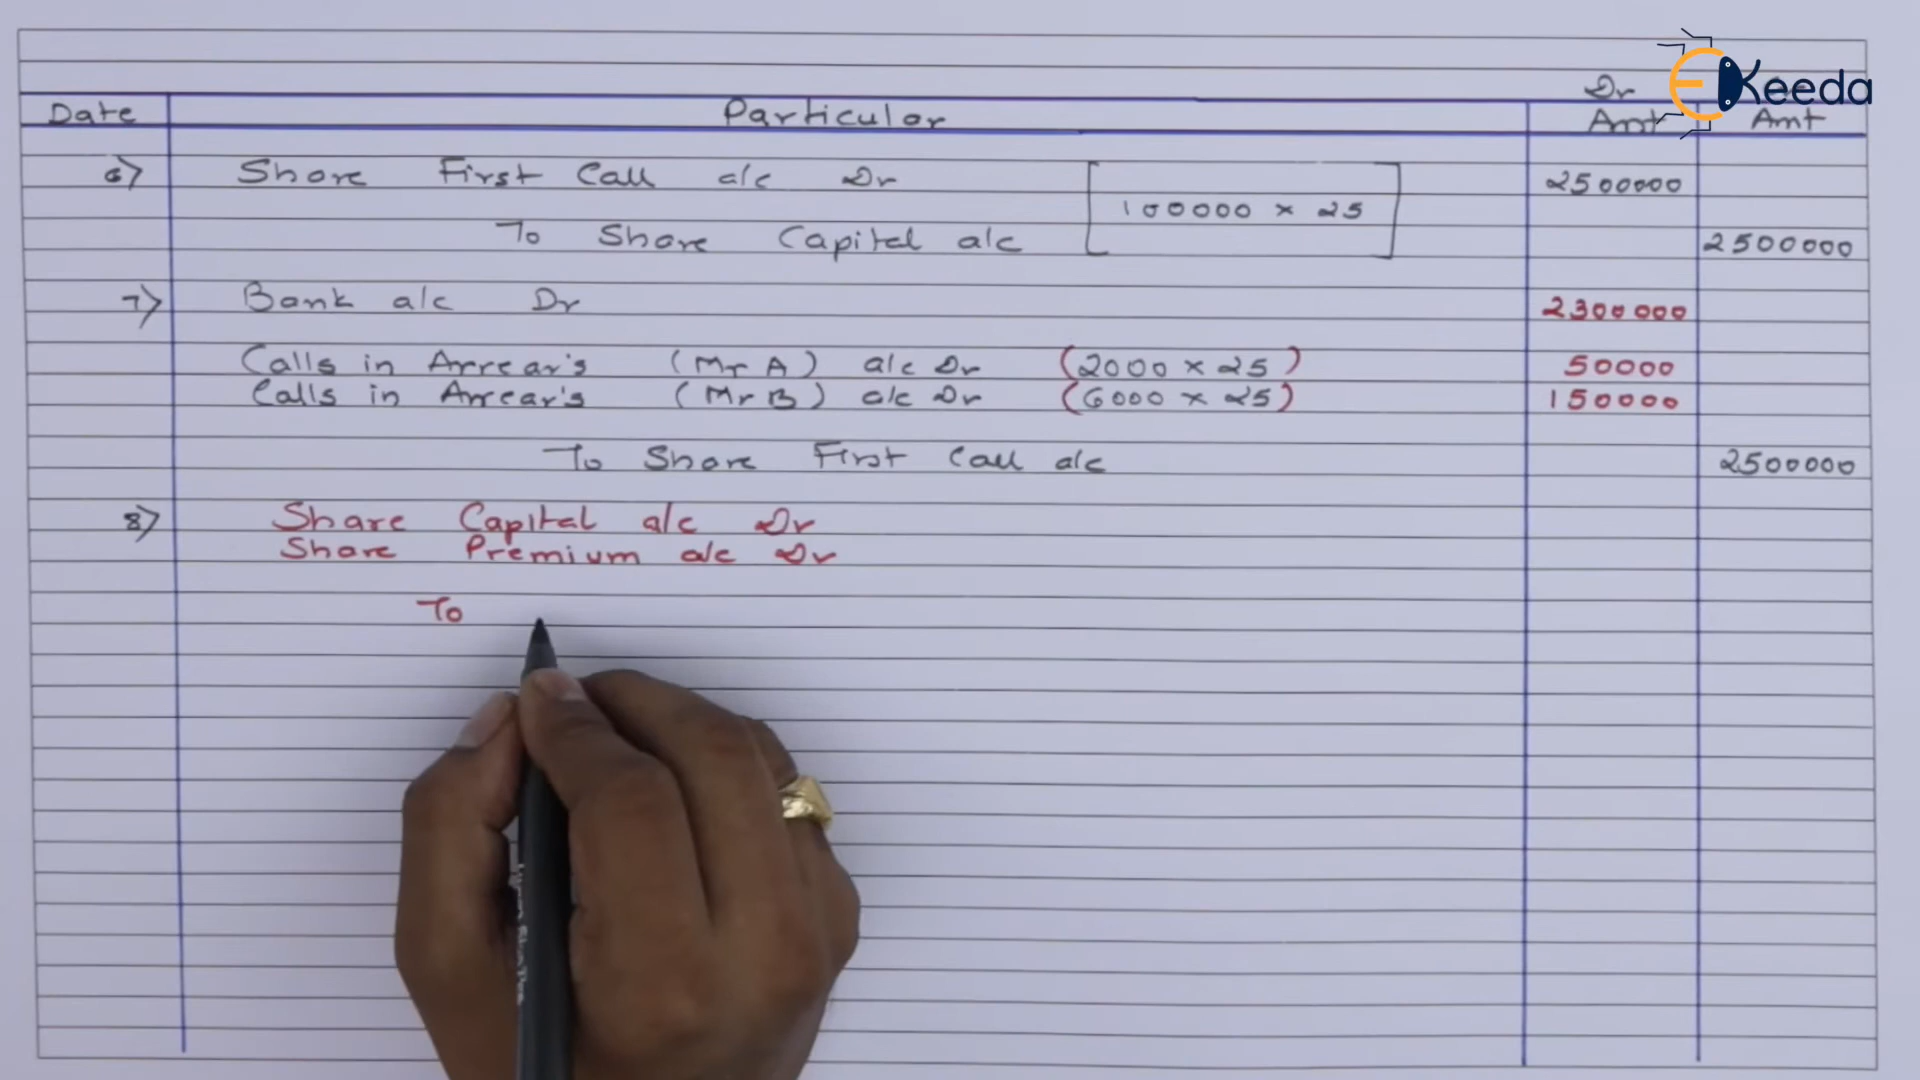 EKeeda
Dr
Date Particular Amt Amt
6) Share First Call a/c Dr 2500000
100000 × 25
To Share Capital a/c 2500000
7) Bank a/c Dr 2300000
Calls in Arrear's (Mr A) a/c Dr (2000 × 25) 50000
Calls in Arrear's (Mr B) a/c Dr (6000 × 25) 150000
To Share First Call a/c 2500000
8) Share Capital a/c Dr
Share Premium a/c Dr
To